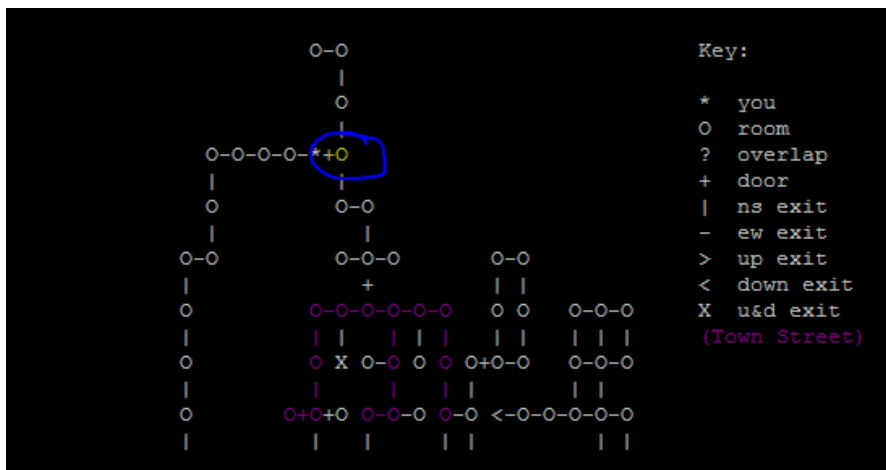 O-O                           Key:
            |
            O                           *  you
            |                           O  room
  O-O-O-O-*+O                           ?  overlap
  |         |                           +  door
  O         O-O                         |  ns exit
  |           |                         -  ew exit
O-O         O-O-O       O-O             >  up exit
|             +         | |             <  down exit
O         O-O-O-O-O-O   O O   O-O-O     X  u&d exit
|         | |   | | |   | |   | | |     (Town Street)
O         O X O-O O O O+O-O   O-O-O
|         |     |   | |       | |
O       O+O+O O-O-O O-O <-O-O-O-O-O
|         |   |     | |         | |